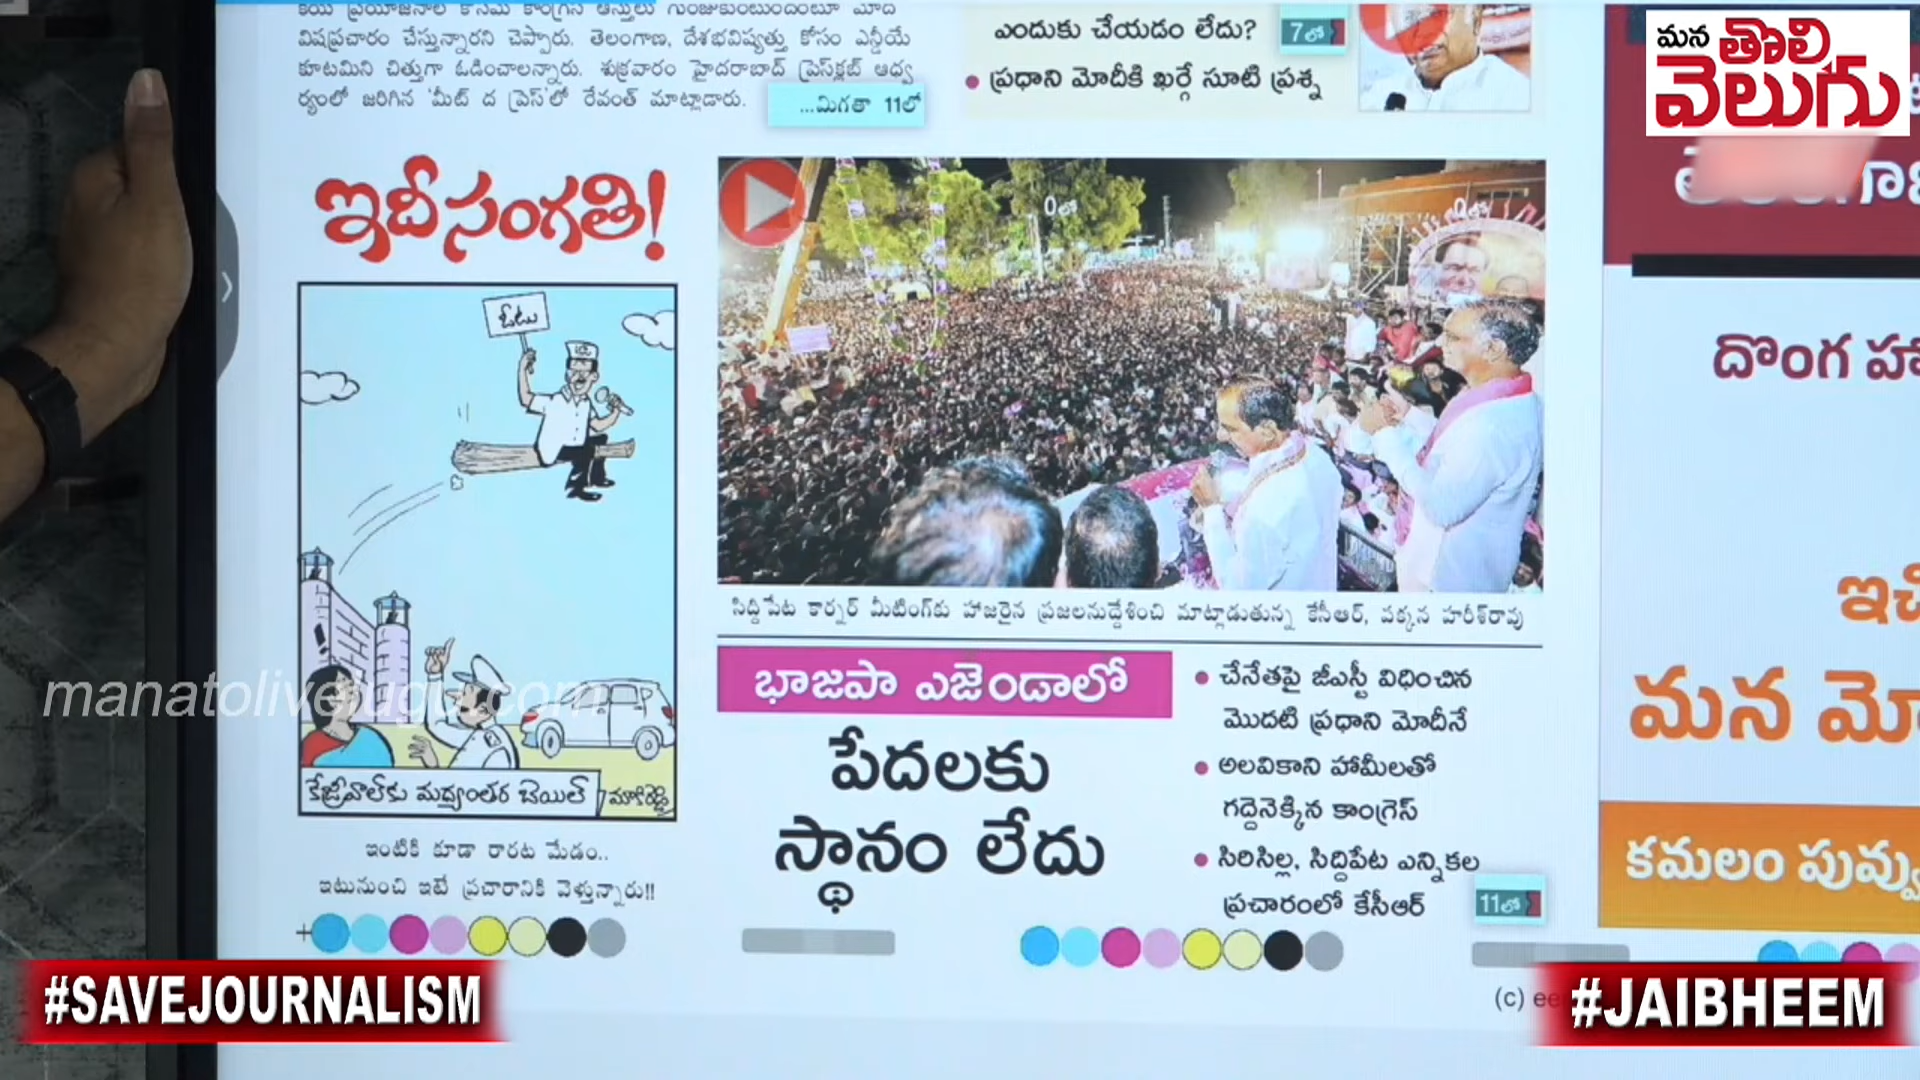 విషప్రచారం చేస్తున్నారని చెప్పారు. తెలంగాణ, దేశభవిష్యత్తు కోసం ఎన్డీయే
కూటమిని చిత్తుగా ఓడించాలన్నారు. శుక్రవారం హైదరాబాద్ ప్రెస్‌క్లబ్ ఆధ్వ
ర్యంలో జరిగిన 'మీట్ ద ప్రెస్'లో రేవంత్ మాట్లాడారు.
...మిగతా 11లో
ఎందుకు చేయడం లేదు?
7లో
• ప్రధాని మోదీకి ఖర్గే సూటి ప్రశ్న
మన తొలి
వెలుగు
ఇదీసంగతి!
ఓటు
కేజ్రీవాల్‌కు మధ్యంతర బెయిల్
ఇంటికి కూడా రారట మేడం..
ఇటునుంచి ఇటే ప్రచారానికి వెళ్తున్నారు!!
సిద్దిపేట కార్నర్ మీటింగ్‌కు హాజరైన ప్రజలనుద్దేశించి మాట్లాడుతున్న కేసీఆర్, పక్కన హరీశ్‌రావు
భాజపా ఎజెండాలో
పేదలకు
స్థానం లేదు
• చేనేతపై జీఎస్టీ విధించిన
మొదటి ప్రధాని మోదీనే
• అలవికాని హామీలతో
గద్దెనెక్కిన కాంగ్రెస్
• సిరిసిల్ల, సిద్దిపేట ఎన్నికల
ప్రచారంలో కేసీఆర్
11లో
దొంగ
మన
కమలం పువ్వు
manatolivelugu.com
(c)
#SAVEJOURNALISM
#JAIBHEEM